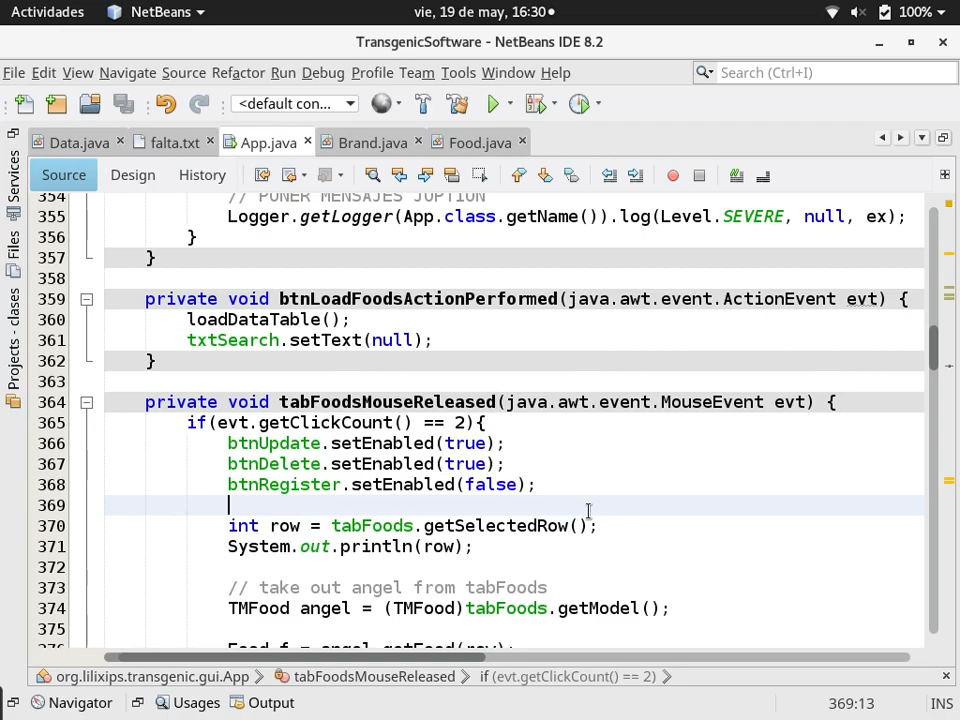 Actividades NetBeans vie, 19 de may, 16:30 100%
TransgenicSoftware - NetBeans IDE 8.2
File Edit View Navigate Source Refactor Run Debug Profile Team Tools Window Help Search (Ctrl+I)
<default con...
Data.java falta.txt App.java Brand.java Food.java
Source Design History
354 // PONER MENSAJES JOPTION
355 Logger.getLogger(App.class.getName()).log(Level.SEVERE, null, ex);
356 }
357 }
358
359 private void btnLoadFoodsActionPerformed(java.awt.event.ActionEvent evt) {
360 loadDataTable();
361 txtSearch.setText(null);
362 }
363
364 private void tabFoodsMouseReleased(java.awt.event.MouseEvent evt) {
365 if(evt.getClickCount() == 2){
366 btnUpdate.setEnabled(true);
367 btnDelete.setEnabled(true);
368 btnRegister.setEnabled(false);
369
370 int row = tabFoods.getSelectedRow();
371 System.out.println(row);
372
373 // take out angel from tabFoods
374 TMFood angel = (TMFood)tabFoods.getModel();
375
376 Food f = angel.getFood(row);
Services
Files
Projects - clases
org.lilixips.transgenic.gui.App tabFoodsMouseReleased if (evt.getClickCount() == 2)
Navigator Usages Output 369:13 INS